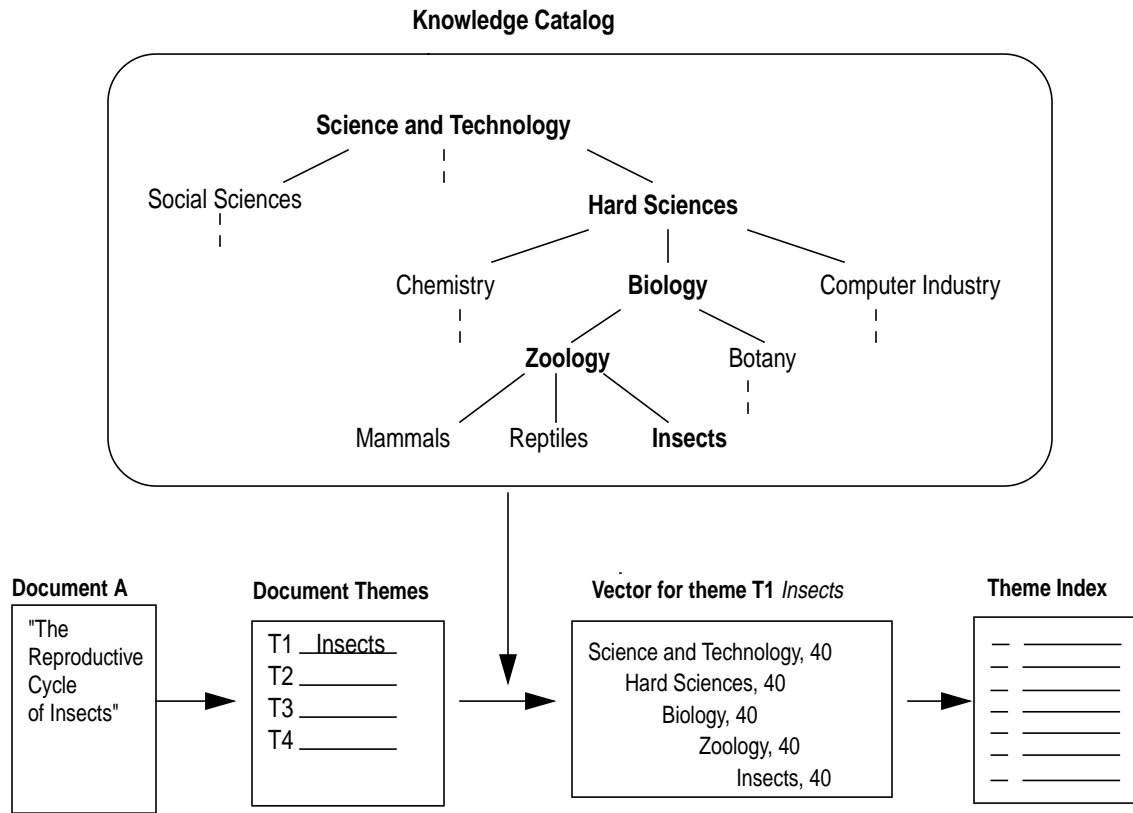 Knowledge Catalog
Science and Technology
Social Sciences
Hard Sciences
Chemistry
Biology
Computer Industry
Zoology
Botany
Mammals
Reptiles
Insects
Document A
"The
Reproductive
Cycle
of Insects"
Document Themes
T1 Insects
T2
T3
T4
Vector for theme T1 Insects
Science and Technology, 40
Hard Sciences, 40
Biology, 40
Zoology, 40
Insects, 40
Theme Index